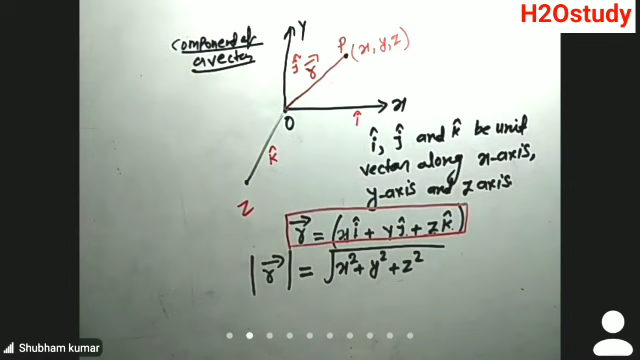 H2Ostudy
component of
a vector
Y
P (x, y, z)
ĵ
r⃗
O
x
î
k̂
Z
î, ĵ and k̂ be unit
vector along x-axis,
y-axis and z axis.
r⃗ = (xî + yĵ + zk̂)
|r⃗| = √x² + y² + z²
Shubham kumar